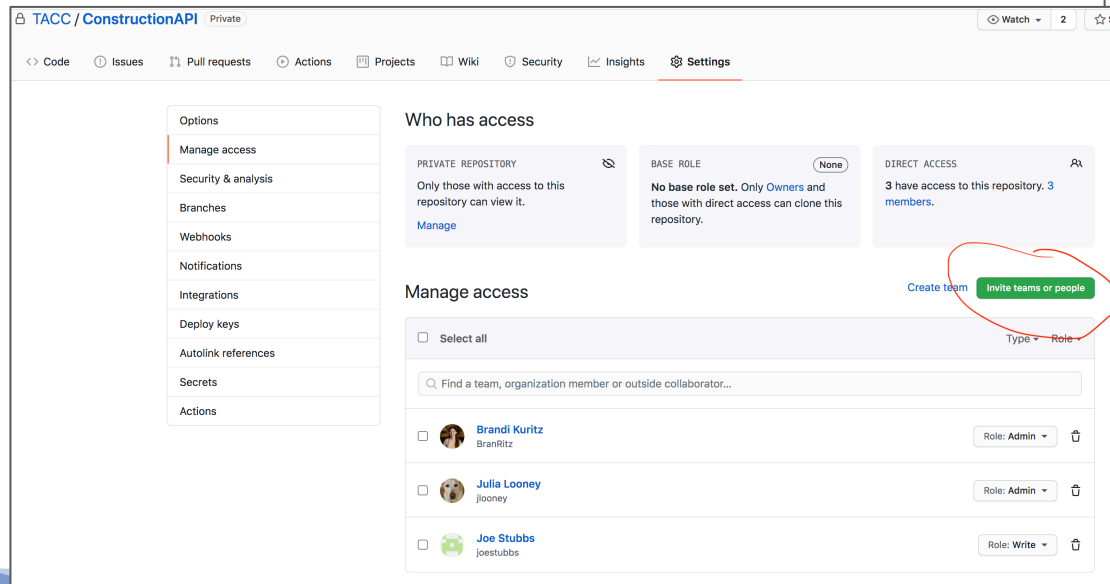 TACC / ConstructionAPI Private
Watch 2
Code Issues Pull requests Actions Projects Wiki Security Insights Settings
Options
Manage access
Security & analysis
Branches
Webhooks
Notifications
Integrations
Deploy keys
Autolink references
Secrets
Actions
Who has access
PRIVATE REPOSITORY
Only those with access to this
repository can view it.
Manage
BASE ROLE None
No base role set. Only Owners and
those with direct access can clone this
repository.
DIRECT ACCESS
3 have access to this repository. 3
members.
Manage access
Create team Invite teams or people
Select all Type Role
Find a team, organization member or outside collaborator...
Brandi Kuritz
BranRitz
Role: Admin
Julia Looney
jlooney
Role: Admin
Joe Stubbs
joestubbs
Role: Write